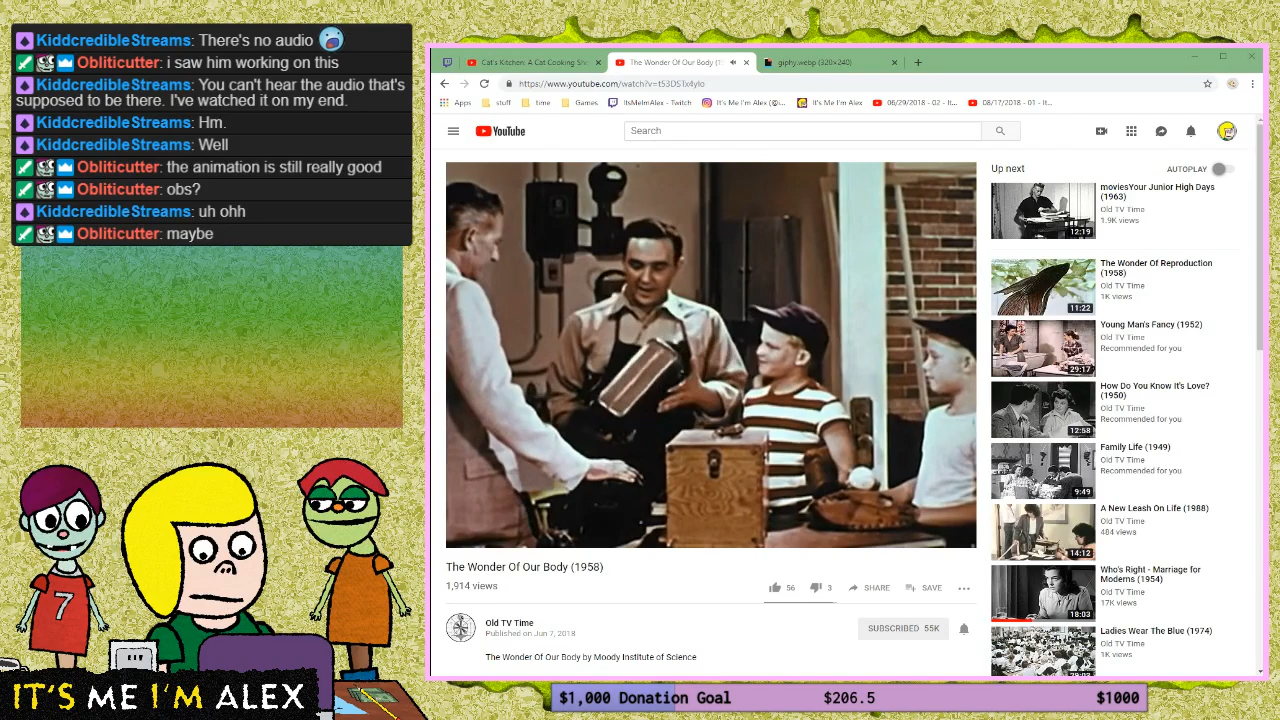 KiddcredibleStreams: There's no audio
Obliticutter: i saw him working on this
KiddcredibleStreams: You can't hear the audio that's
supposed to be there. I've watched it on my end.
KiddcredibleStreams: Hm.
KiddcredibleStreams: Well
Obliticutter: the animation is still really good
Obliticutter: obs?
KiddcredibleStreams: uh ohh
Obliticutter: maybe
7
IT'S ME I'M ALEX
Cat's Kitchen: A Cat Cooking Sh
The Wonder Of Our Body (1
giphy.webp (320×240)
https://www.youtube.com/watch?v=t53DSTx4yIo
Apps
stuff
time
Games
ItsMeImAlex - Twitch
It's Me I'm Alex (@i...
It's Me I'm Alex
06/29/2018 - 02 - It...
08/17/2018 - 01 - It...
YouTube
Search
Up next
AUTOPLAY
moviesYour Junior High Days
(1963)
Old TV Time
1.9K views
12:19
The Wonder Of Reproduction
(1958)
Old TV Time
1K views
11:22
Young Man's Fancy (1952)
Old TV Time
Recommended for you
29:17
How Do You Know It's Love?
(1950)
Old TV Time
Recommended for you
12:58
Family Life (1949)
Old TV Time
Recommended for you
9:49
A New Leash On Life (1988)
Old TV Time
484 views
14:12
Who's Right - Marriage for
Moderns (1954)
Old TV Time
17K views
18:03
Ladies Wear The Blue (1974)
Old TV Time
1K views
The Wonder Of Our Body (1958)
1,914 views
56
3
SHARE
SAVE
Old TV Time
Published on Jun 7, 2018
SUBSCRIBED 55K
The Wonder Of Our Body by Moody Institute of Science
$1,000 Donation Goal
$206.5
$1000